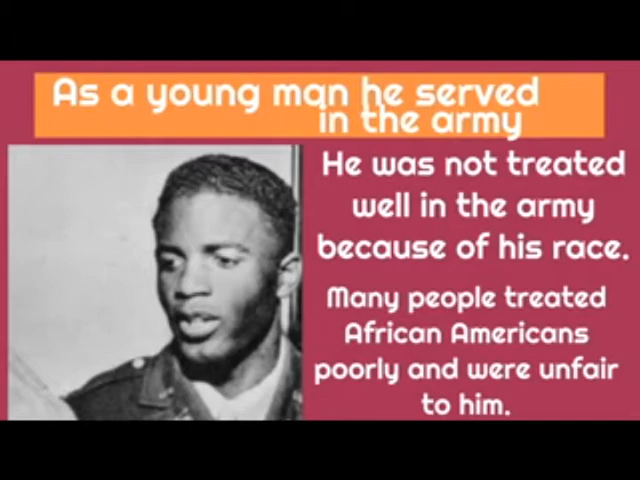 As a young man he served
in the army
He was not treated
well in the army
because of his race.
Many people treated
African Americans
poorly and were unfair
to him.